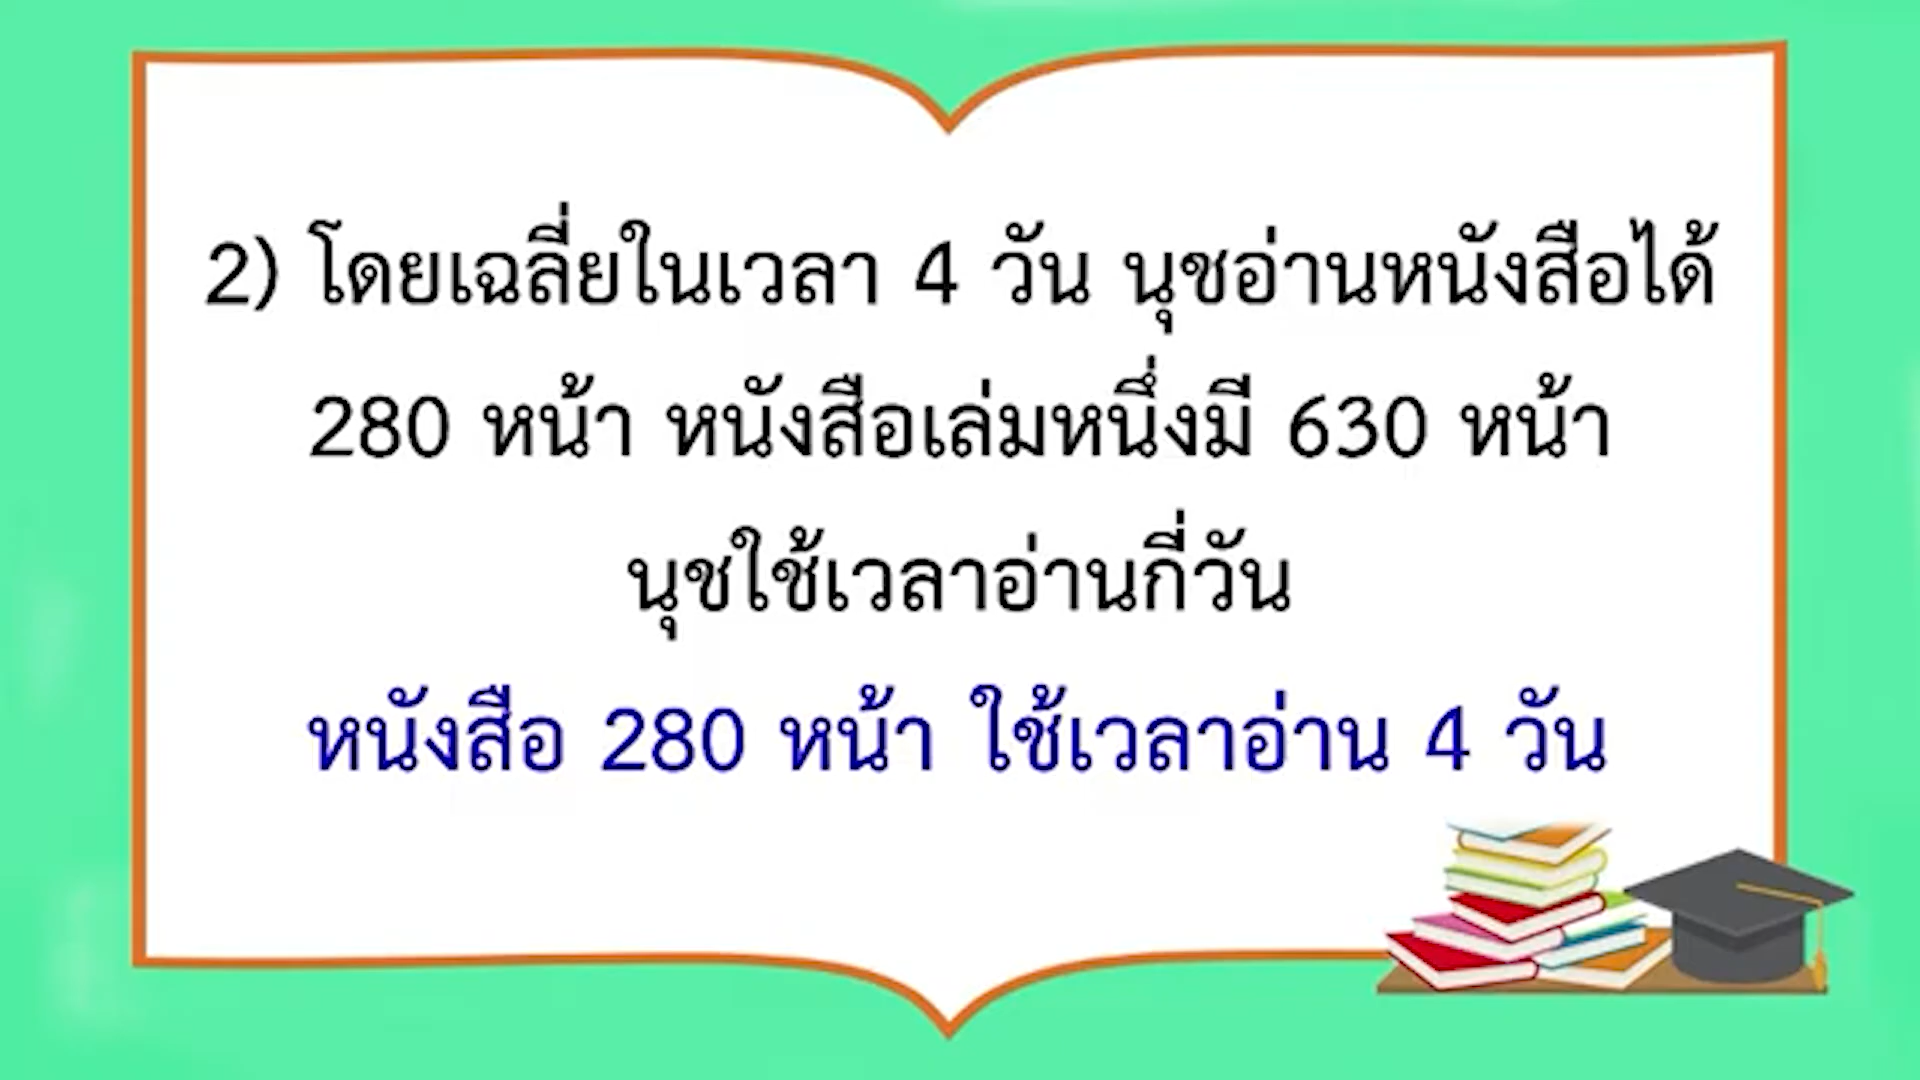 2) โดยเฉลี่ยในเวลา 4 วัน นุชอ่านหนังสือได้
280 หน้า หนังสือเล่มหนึ่งมี 630 หน้า
นุชใช้เวลาอ่านกี่วัน
หนังสือ 280 หน้า ใช้เวลาอ่าน 4 วัน